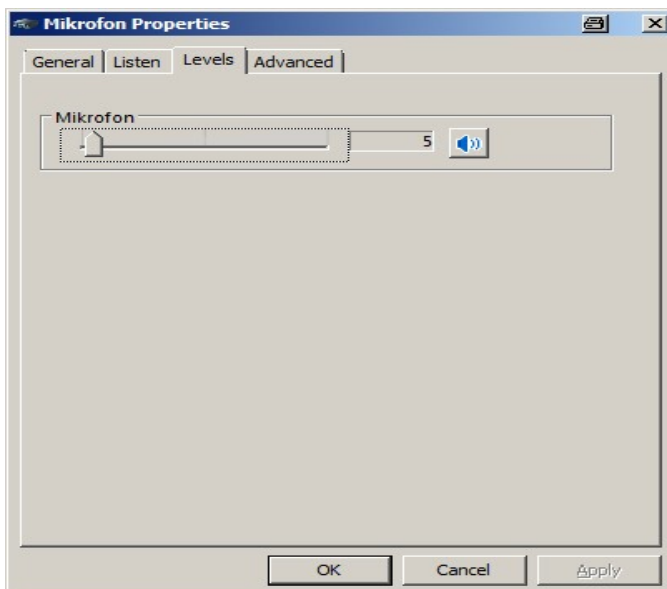 Mikrofon Properties
General Listen Levels Advanced
Mikrofon
5
OK Cancel Apply